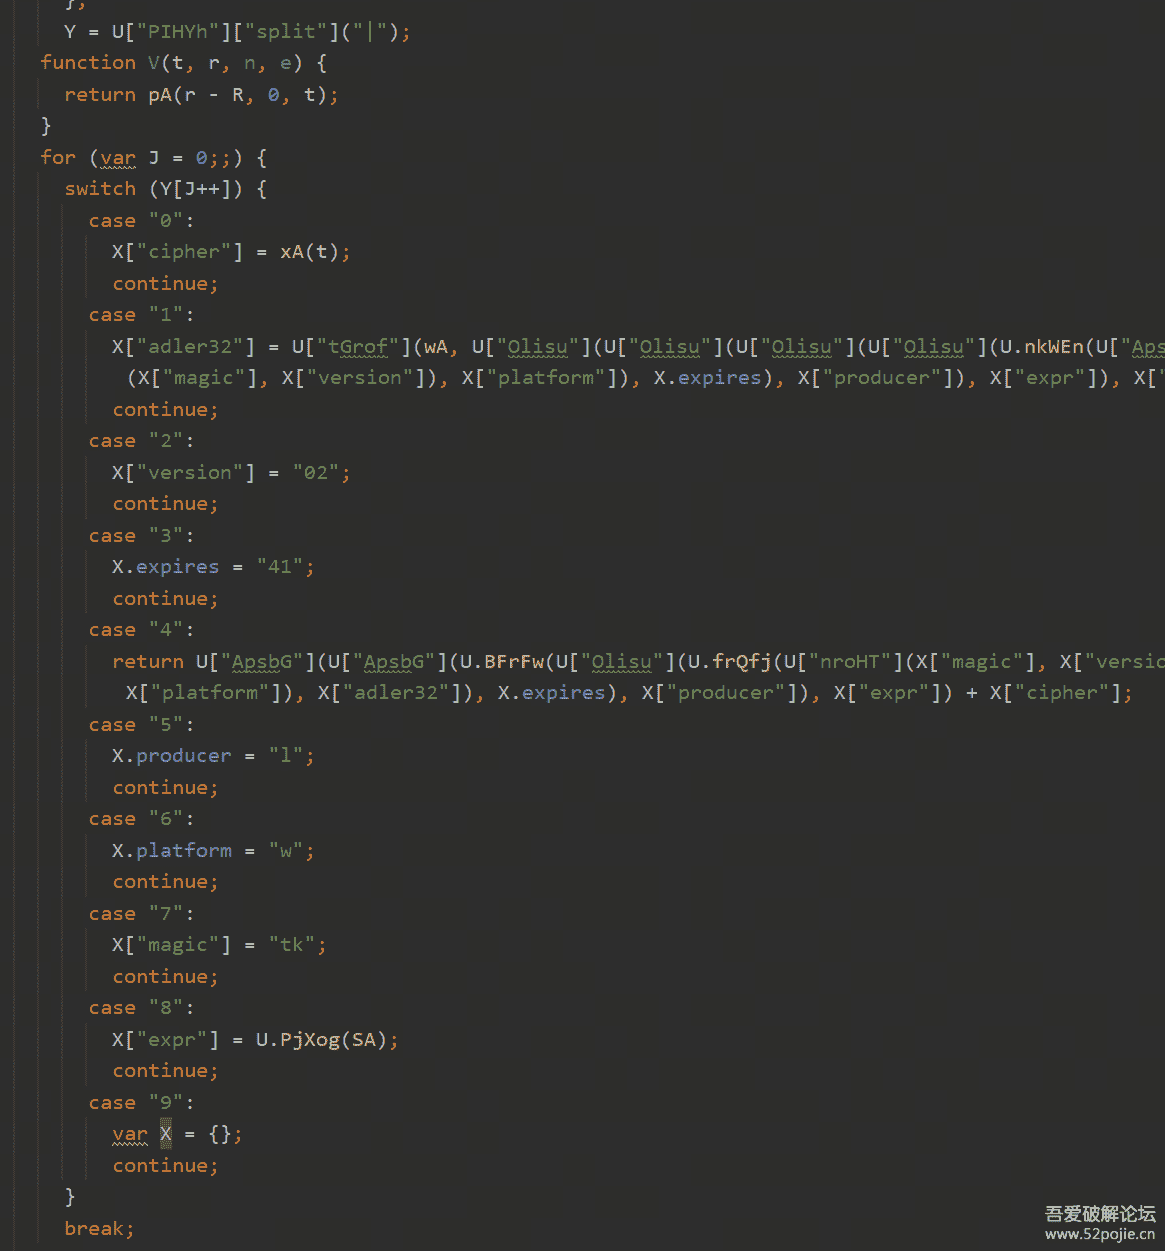 },
Y = U["PIHYh"]["split"]("|");
function V(t, r, n, e) {
return pA(r - R, 0, t);
}
for (var J = 0;;) {
switch (Y[J++]) {
case "0":
X["cipher"] = xA(t);
continue;
case "1":
X["adler32"] = U["tGrof"](wA, U["Olisu"](U["Olisu"](U["Olisu"](U["Olisu"](U.nkWEn(U["Aps
(X["magic"], X["version"]), X["platform"]), X.expires), X["producer"]), X["expr"]), X["
continue;
case "2":
X["version"] = "02";
continue;
case "3":
X.expires = "41";
continue;
case "4":
return U["ApsbG"](U["ApsbG"](U.BFrFw(U["Olisu"](U.frQfj(U["nroHT"](X["magic"], X["versio
X["platform"]), X["adler32"]), X.expires), X["producer"]), X["expr"]) + X["cipher"];
continue;
case "5":
X.producer = "l";
continue;
case "6":
X.platform = "w";
continue;
case "7":
X["magic"] = "tk";
continue;
case "8":
X["expr"] = U.PjXog(SA);
continue;
case "9":
var X = {};
continue;
}
break;
吾爱破解论坛
www.52pojie.cn